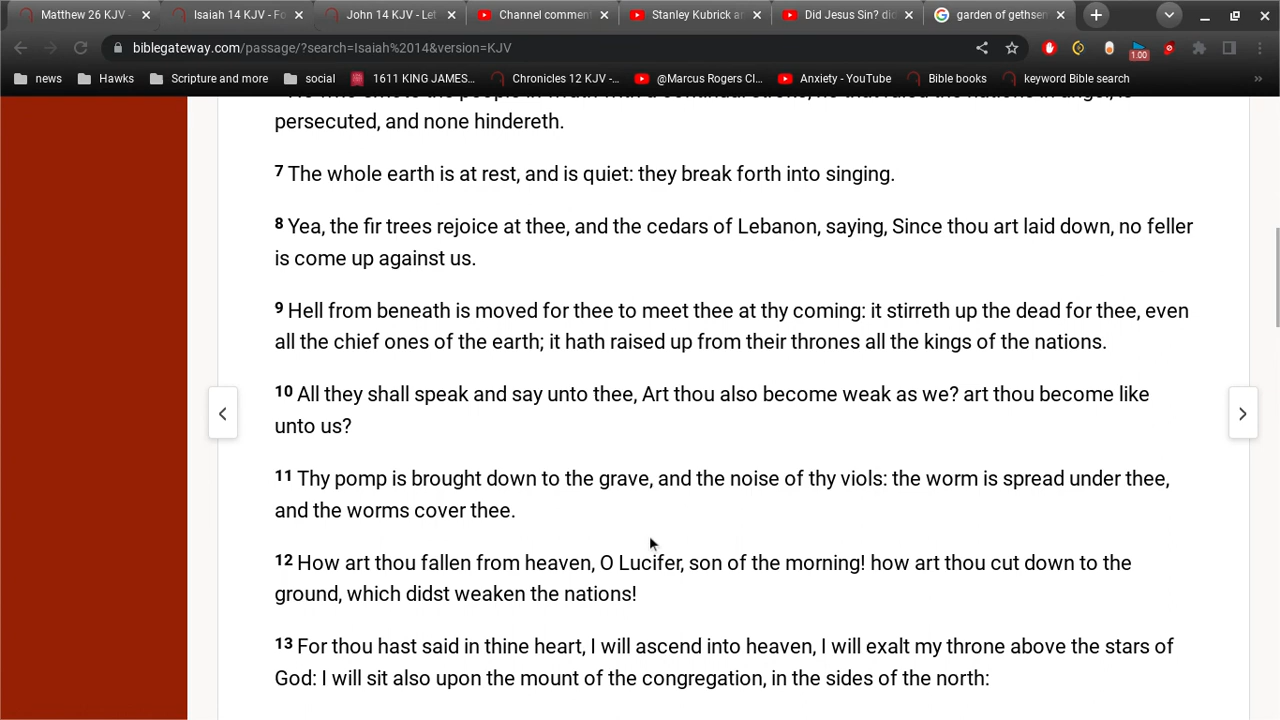 Matthew 26 KJV -
Isaiah 14 KJV - Fo
John 14 KJV - Let
Channel commen
Stanley Kubrick a
Did Jesus Sin? did
garden of gethsen
biblegateway.com/passage/?search=Isaiah%2014&version=KJV
1.00
news
Hawks
Scripture and more
social
1611 KING JAMES...
Chronicles 12 KJV -...
@Marcus Rogers Cl...
Anxiety - YouTube
Bible books
keyword Bible search
persecuted, and none hindereth.
7 The whole earth is at rest, and is quiet: they break forth into singing.
8 Yea, the fir trees rejoice at thee, and the cedars of Lebanon, saying, Since thou art laid down, no feller
is come up against us.
9 Hell from beneath is moved for thee to meet thee at thy coming: it stirreth up the dead for thee, even
all the chief ones of the earth; it hath raised up from their thrones all the kings of the nations.
10 All they shall speak and say unto thee, Art thou also become weak as we? art thou become like
unto us?
11 Thy pomp is brought down to the grave, and the noise of thy viols: the worm is spread under thee,
and the worms cover thee.
12 How art thou fallen from heaven, O Lucifer, son of the morning! how art thou cut down to the
ground, which didst weaken the nations!
13 For thou hast said in thine heart, I will ascend into heaven, I will exalt my throne above the stars of
God: I will sit also upon the mount of the congregation, in the sides of the north: